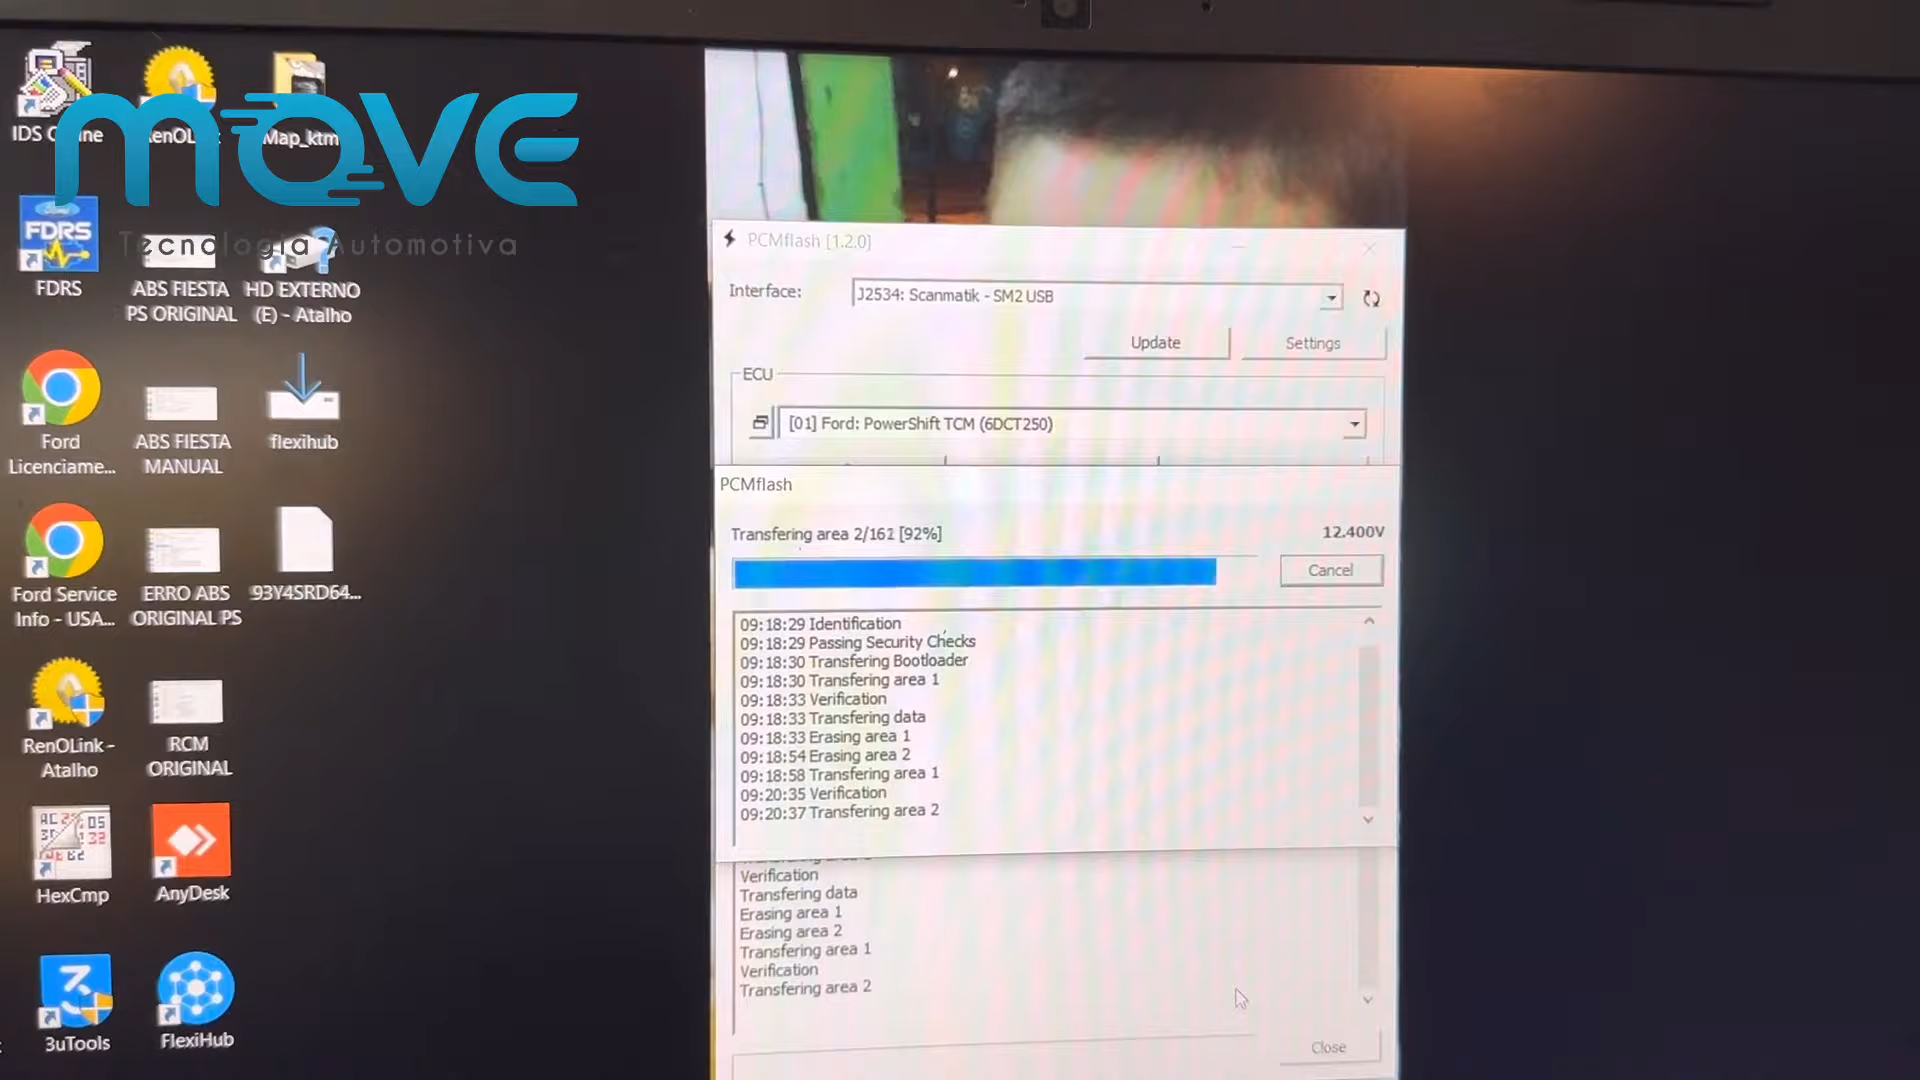 MOVE
Tecnologia Automotiva
IDS
Map_ktm
FDRS
FDRS
ABS FIESTA
PS ORIGINAL
HD EXTERNO
(E) - Atalho
Ford
Licenciame...
ABS FIESTA
MANUAL
flexihub
Ford Service
Info - USA...
ERRO ABS
ORIGINAL PS
93Y4SRD64...
RenOLink -
Atalho
RCM
ORIGINAL
HexCmp
AnyDesk
3uTools
FlexiHub
PCMflash [1.2.0]
Interface:
J2534: Scanmatik - SM2 USB
Update
Settings
ECU
[01] Ford: PowerShift TCM (6DCT250)
PCMflash
Transfering area 2/162 [92%]
12.400V
Cancel
09:18:29 Identification
09:18:29 Passing Security Checks
09:18:30 Transfering Bootloader
09:18:30 Transfering area 1
09:18:33 Verification
09:18:33 Transfering data
09:18:33 Erasing area 1
09:18:54 Erasing area 2
09:18:58 Transfering area 1
09:20:35 Verification
09:20:37 Transfering area 2
Verification
Transfering data
Erasing area 1
Erasing area 2
Transfering area 1
Verification
Transfering area 2
Close